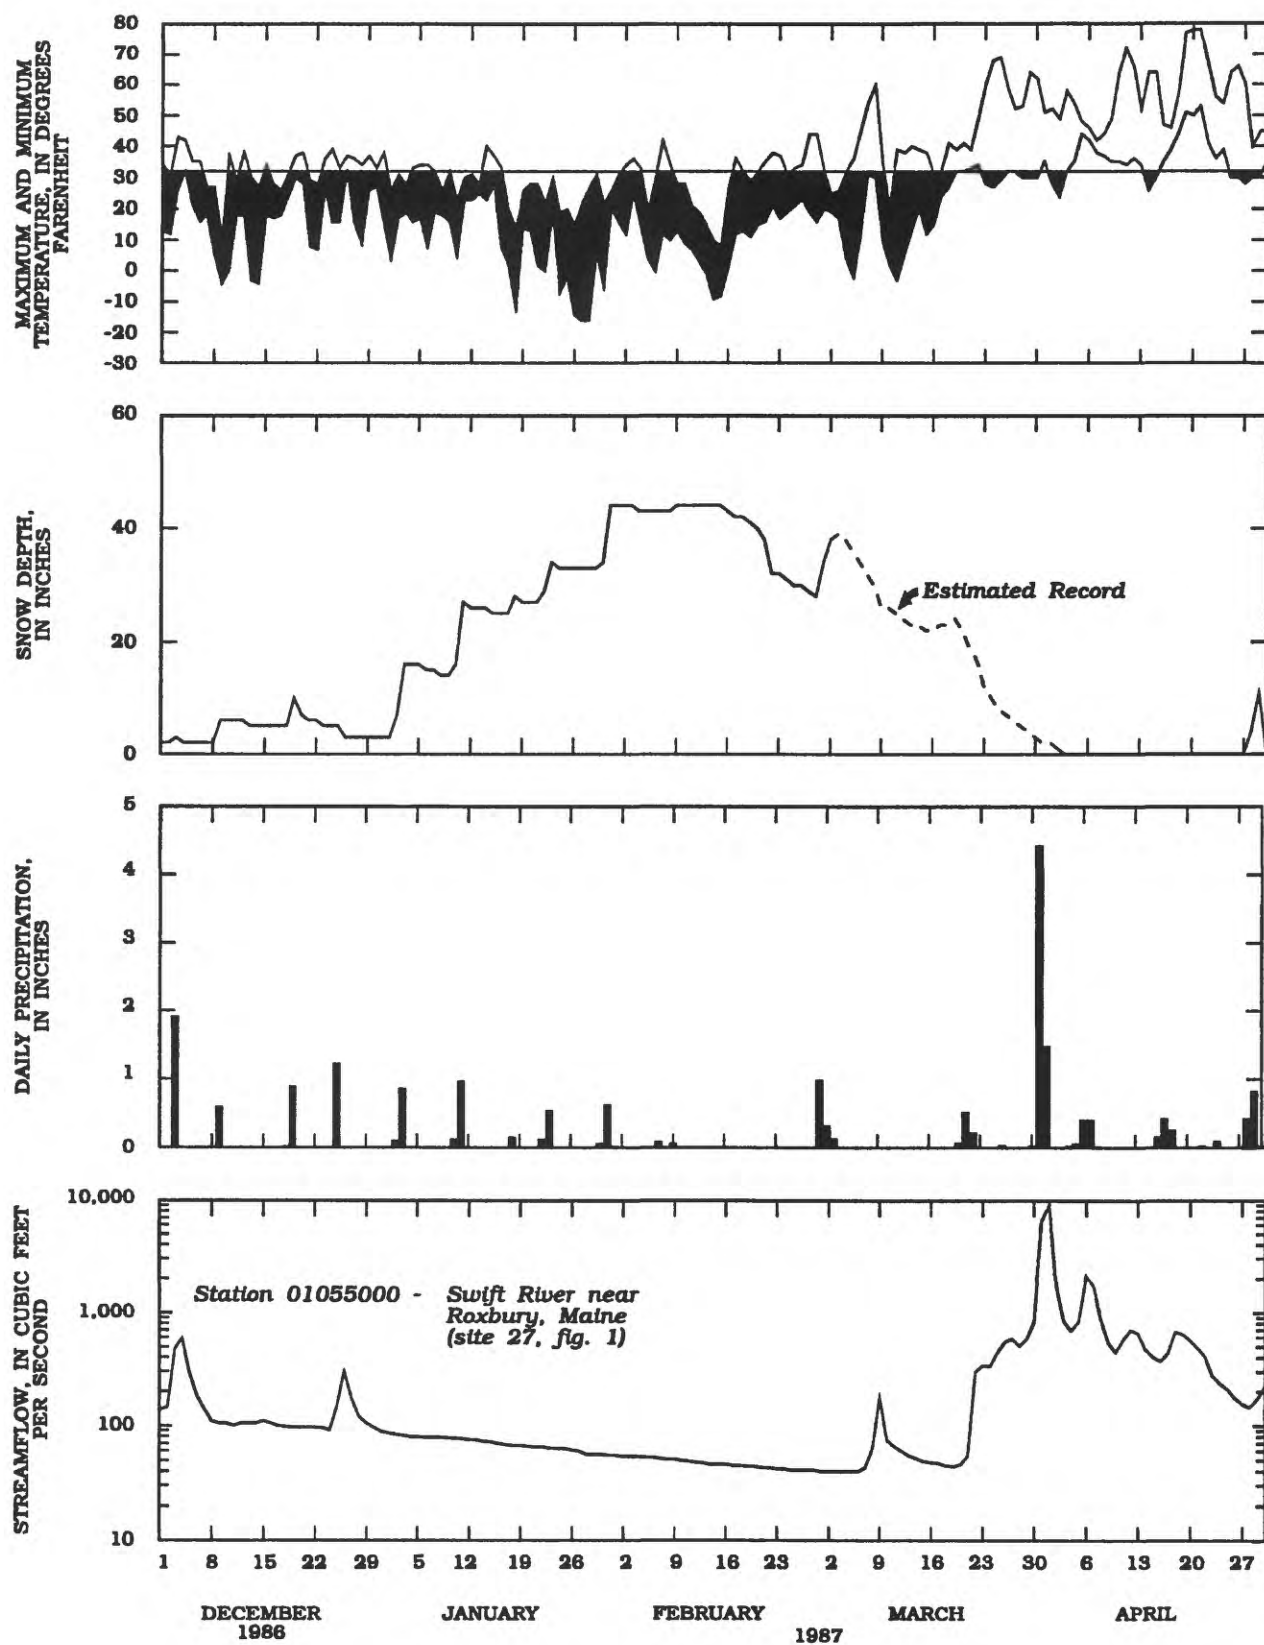 MAXIMUM AND MINIMUM
TEMPERATURE, IN DEGREES
FARENHEIT
80
70
60
50
40
30
20
10
0
-10
-20
-30
SNOW DEPTH,
IN INCHES
60
40
20
0
Estimated Record
DAILY PRECIPITATION,
IN INCHES
5
4
3
2
1
0
STREAMFLOW, IN CUBIC FEET
PER SECOND
10,000
1,000
100
10
Station 01055000 - Swift River near
Roxbury, Maine
(site 27, fig. 1)
1 8 15 22 29 5 12 19 26 2 9 16 23 2 9 16 23 30 6 13 20 27
DECEMBER JANUARY FEBRUARY MARCH APRIL
1986 1987